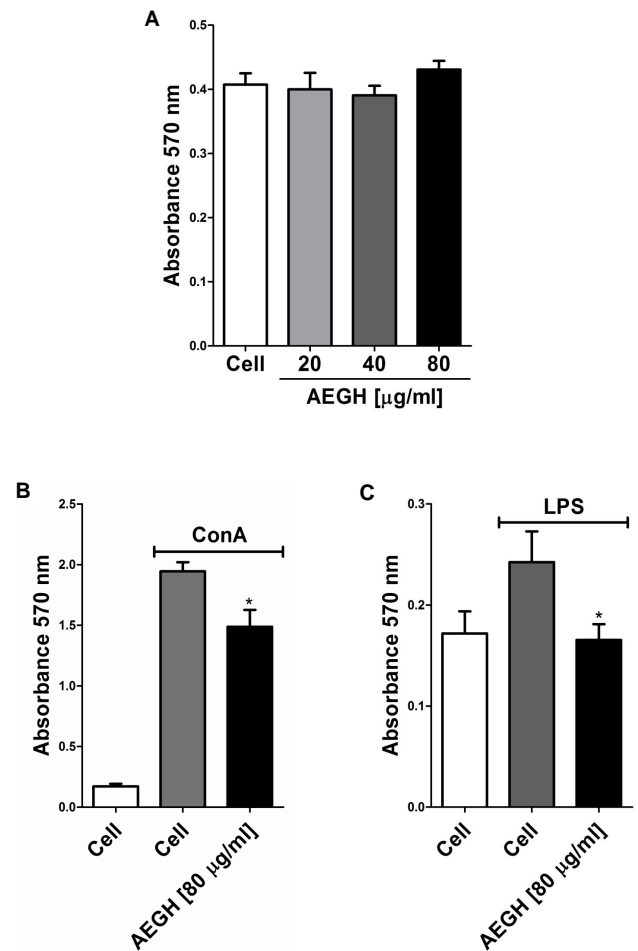 A
Absorbance 570 nm
0.5
0.4
0.3
0.2
0.1
0.0
Cell 20 40 80
AEGH [μg/ml]
B
Absorbance 570 nm
2.5
2.0
1.5
1.0
0.5
0.0
ConA
*
Cell
Cell
AEGH [80 μg/ml]
C
Absorbance 570 nm
0.3
0.2
0.1
0.0
LPS
*
Cell
Cell
AEGH [80 μg/ml]